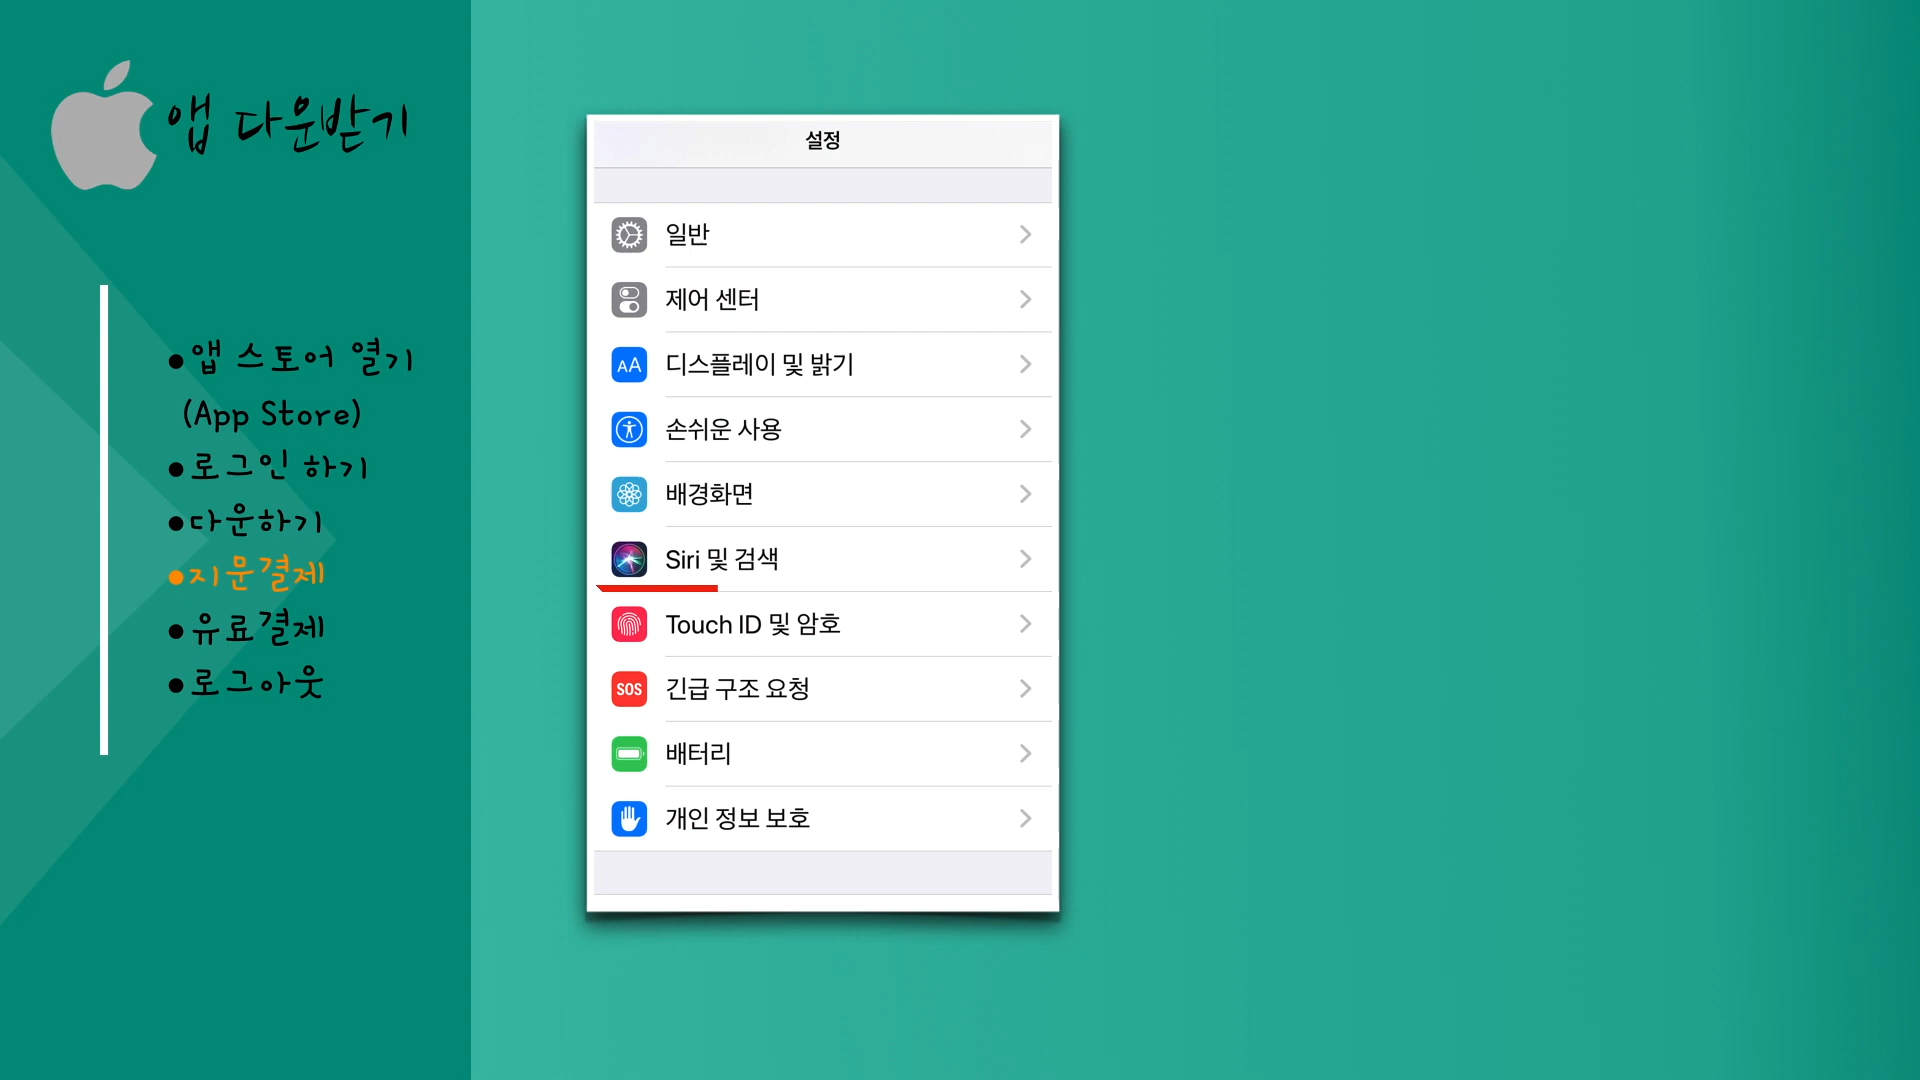 앱 다운받기
●앱 스토어 열기
(App Store)
●로그인 하기
●다운하기
●지문결제
●유료결제
●로그아웃
설정
일반
제어 센터
AA 디스플레이 및 밝기
손쉬운 사용
배경화면
Siri 및 검색
Touch ID 및 암호
SOS 긴급 구조 요청
배터리
개인 정보 보호